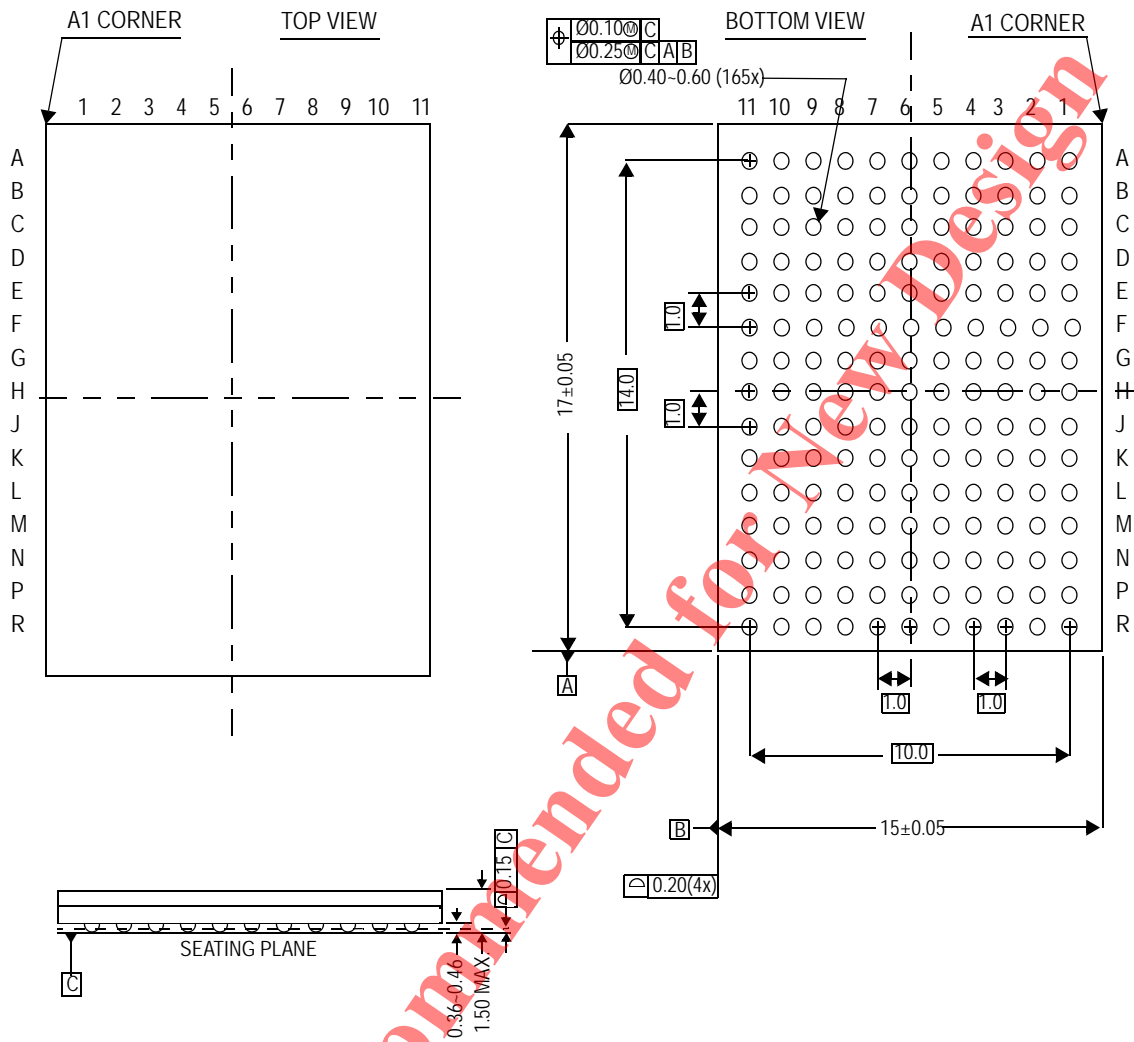 A1 CORNER
TOP VIEW
Ø0.10Ⓜ C
Ø0.25Ⓜ C A B
BOTTOM VIEW
A1 CORNER
Ø0.40~0.60 (165x)
1 2 3 4 5 6 7 8 9 10 11
11 10 9 8 7 6 5 4 3 2 1
A
B
C
D
E
F
G
H
J
K
L
M
N
P
R
A
B
C
D
E
F
G
H
J
K
L
M
N
P
R
17±0.05
14.0
1.0
1.0
A
1.0
1.0
10.0
B
15±0.05
0.20(4x)
SEATING PLANE
C
0.15 C
0.36~0.46
1.50 MAX
ommended for New Design